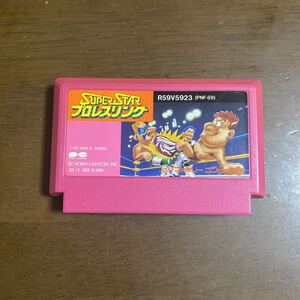 SUPER STAR
プロレスリング
R59V5923 (PNF-S9)
PONY CANYON, INC.
MADE IN JAPAN